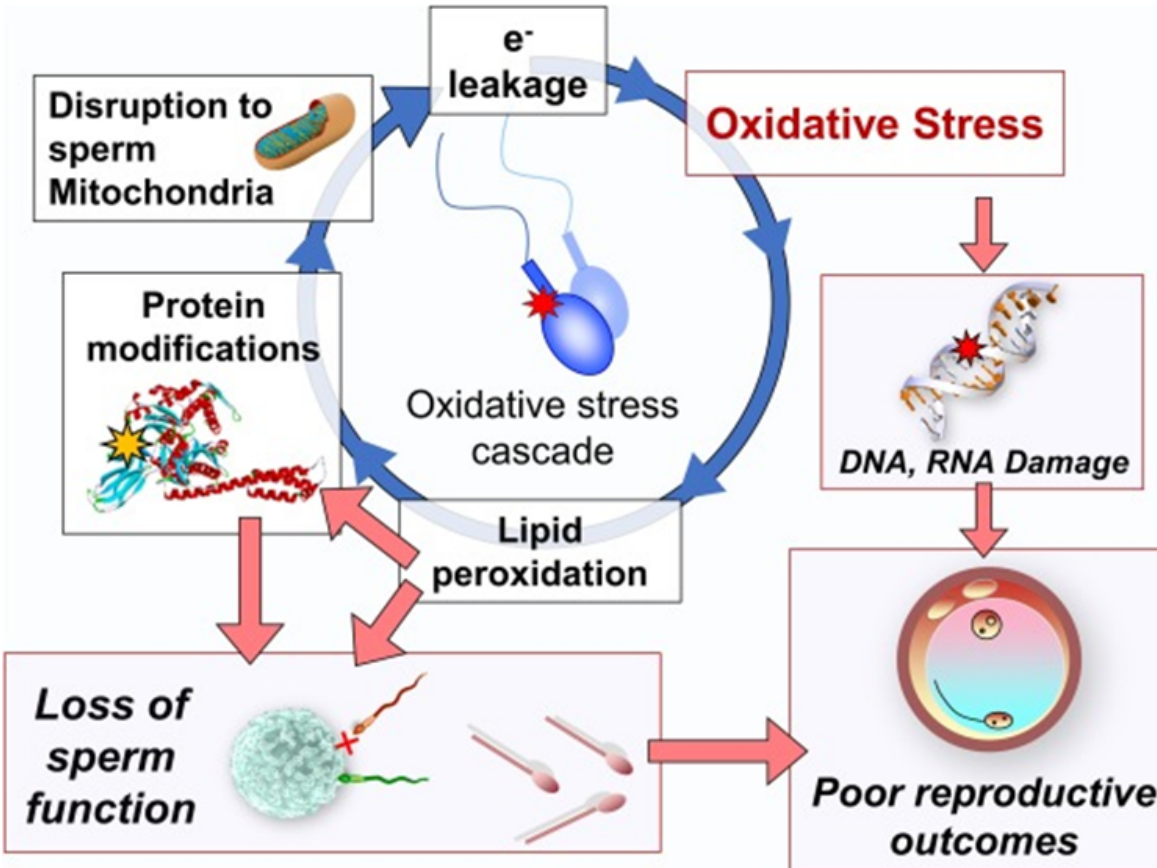 e-
leakage
Disruption to
sperm
Mitochondria
Oxidative Stress
Protein
modifications
Oxidative stress
cascade
DNA, RNA Damage
Lipid
peroxidation
Loss of
sperm
function
Poor reproductive
outcomes